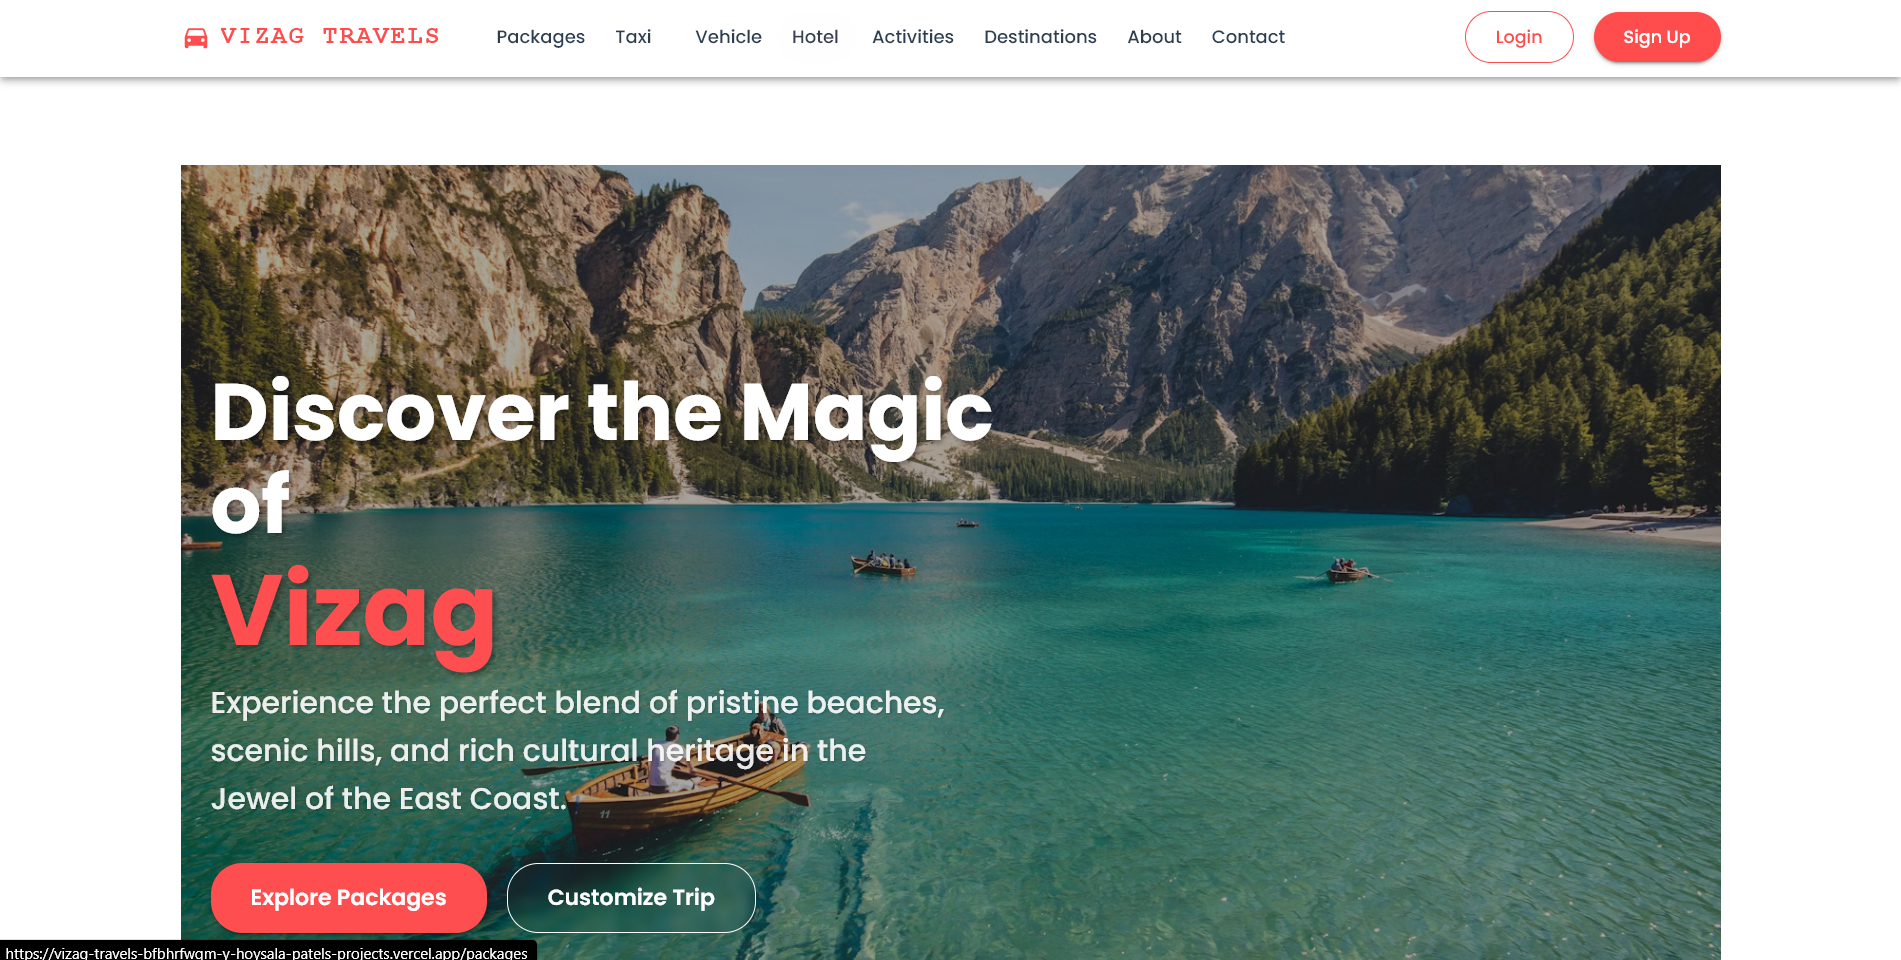 VIZAG TRAVELS Packages Taxi Vehicle Hotel Activities Destinations About Contact Login Sign Up
Discover the Magic
of
Vizag
Experience the perfect blend of pristine beaches,
scenic hills, and rich cultural heritage in the
Jewel of the East Coast.
11
Explore Packages Customize Trip
https://vizag-travels-bfbhrfwgm-y-hoysala-patels-projects.vercel.app/packages